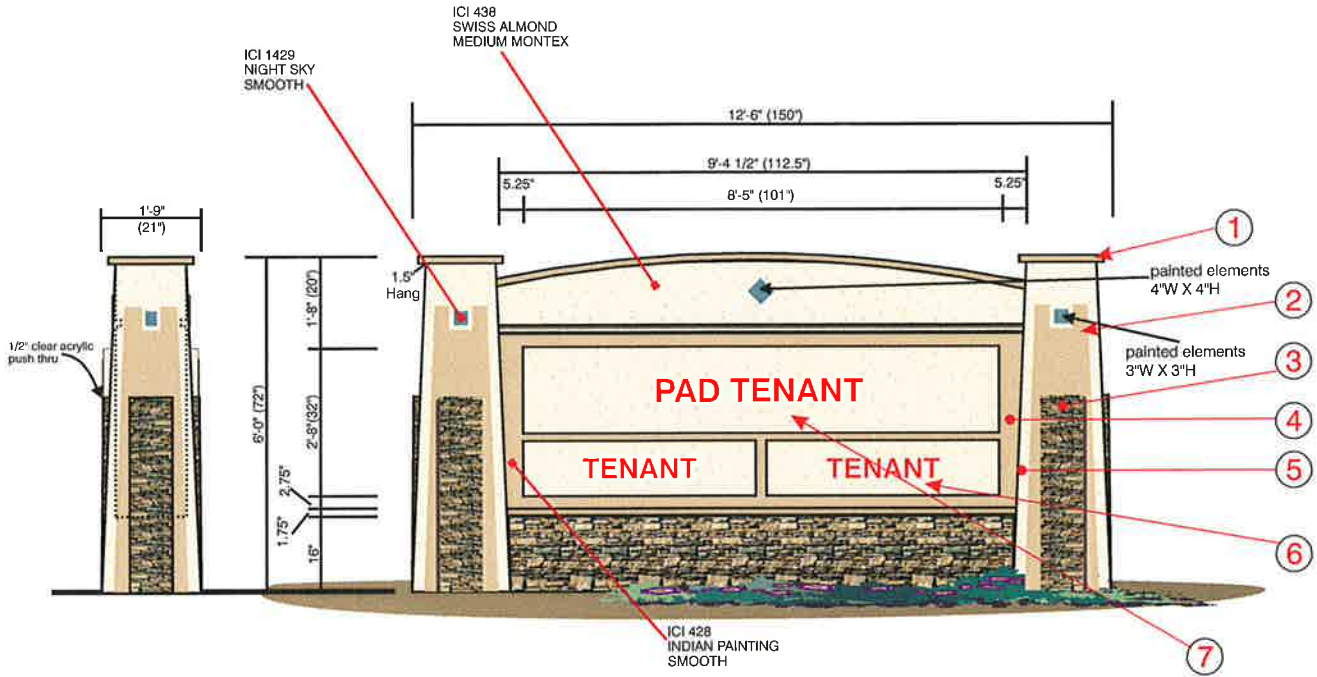 ICI 438
SWISS ALMOND
MEDIUM MONTEX
ICI 1429
NIGHT SKY
SMOOTH
12'-6" (150")
9'-4 1/2" (112.5")
5.25"
5.25"
8'-5" (101")
1'-9"
(21")
1
1.5"
Hang
1'-8" (20")
painted elements
4"W X 4"H
2
1/2" clear acrylic
push thru
painted elements
3"W X 3"H
3
6'-0" (72")
2'-8"(32")
PAD TENANT
4
TENANT
TENANT
5
2.75"
1.75"
16"
6
ICI 428
INDIAN PAINTING
SMOOTH
7